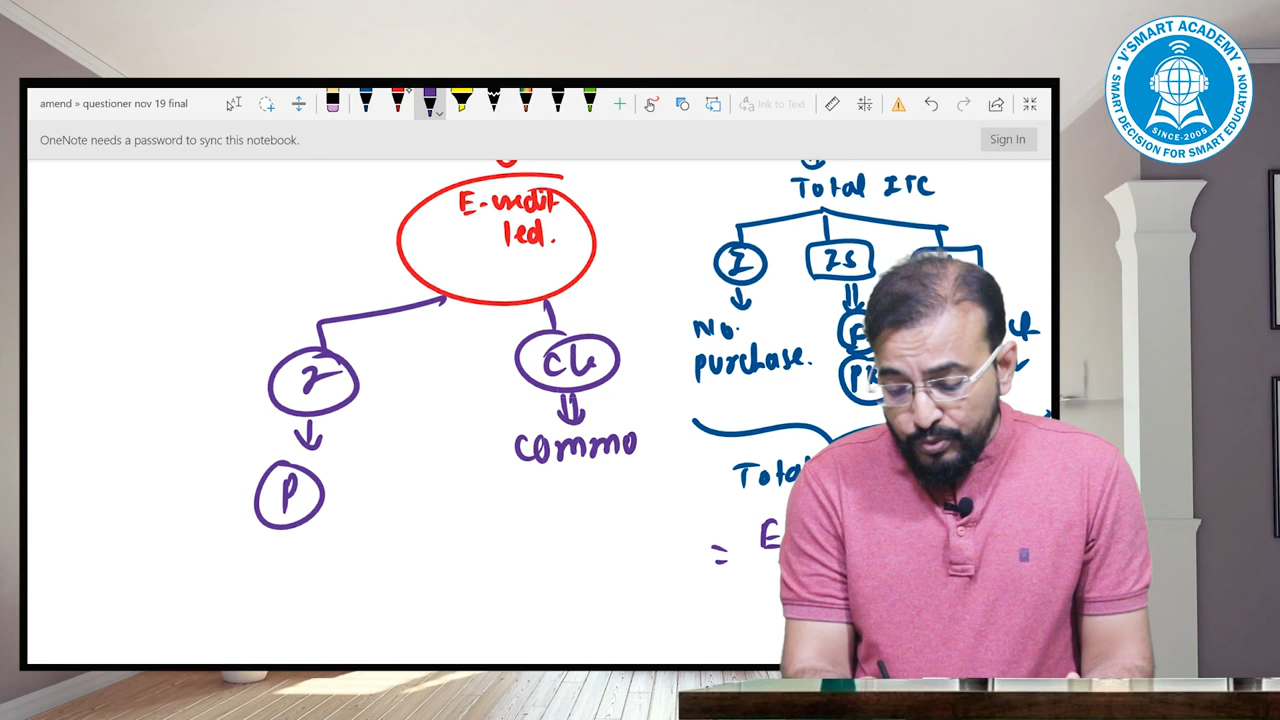 amend » questioner nov 19 final
Ink to Text
OneNote needs a password to sync this notebook.
Sign In
E-credit
led.
I
P
commo
Total ITC
I
IS
No.
purchase.
Total
=
E
V'SMART ACADEMY
SMART DECISION FOR SMART EDUCATION
SINCE-2005